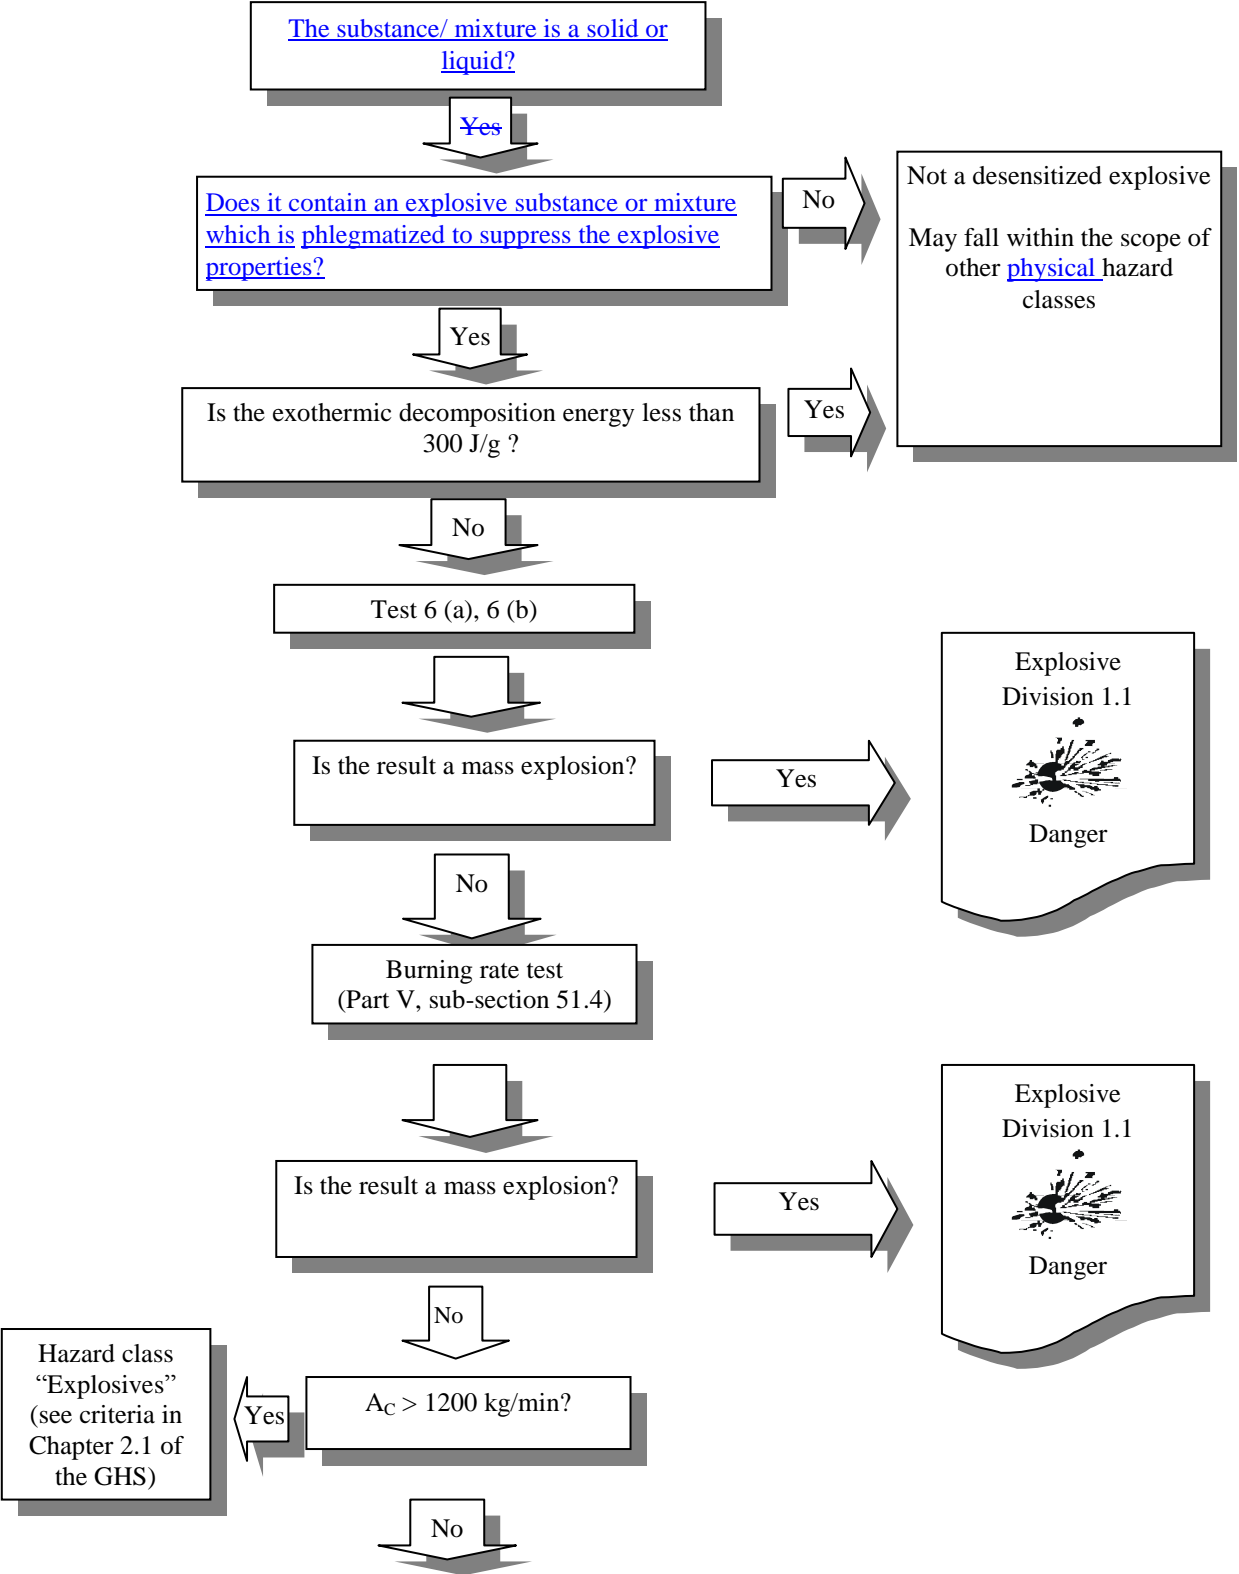 The substance/ mixture is a solid or
liquid?
Yes
Does it contain an explosive substance or mixture
which is phlegmatized to suppress the explosive
properties?
No
Not a desensitized explosive
May fall within the scope of
other physical hazard
classes
Yes
Is the exothermic decomposition energy less than
300 J/g ?
Yes
No
Test 6 (a), 6 (b)
Is the result a mass explosion?
Yes
Explosive
Division 1.1
Danger
No
Burning rate test
(Part V, sub-section 51.4)
Is the result a mass explosion?
Yes
Explosive
Division 1.1
Danger
No
Hazard class
“Explosives”
(see criteria in
Chapter 2.1 of
the GHS)
Yes
AC > 1200 kg/min?
No